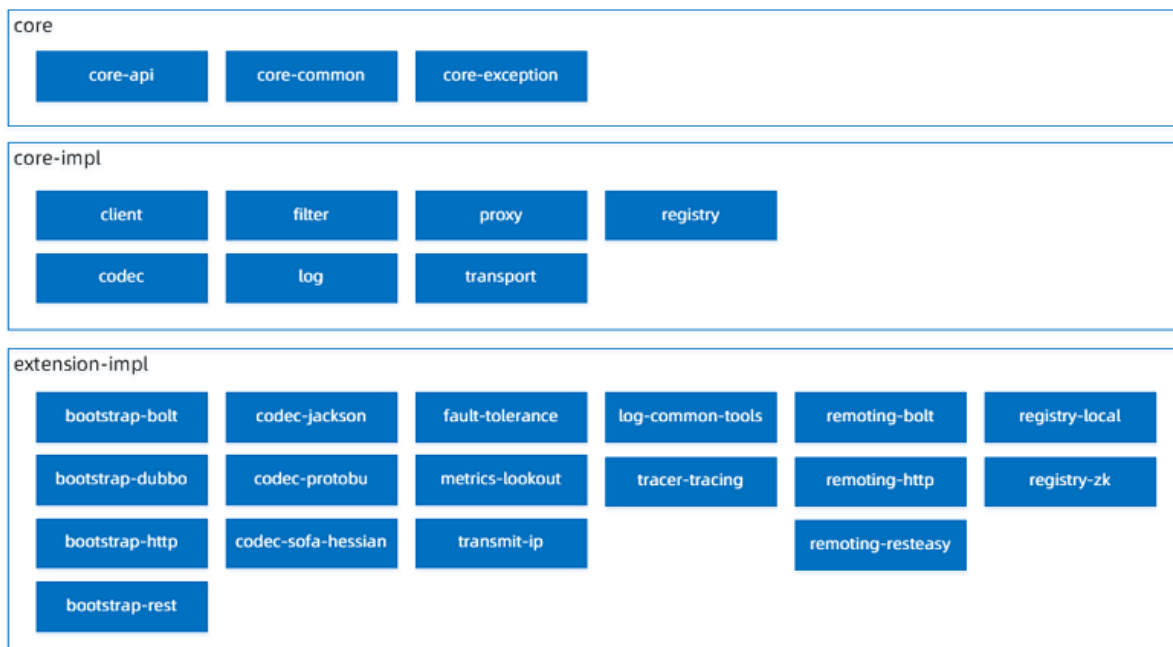 core
core-api core-common core-exception
core-impl
client filter proxy registry
codec log transport
extension-impl
bootstrap-bolt codec-jackson fault-tolerance log-common-tools remoting-bolt registry-local
bootstrap-dubbo codec-protobu metrics-lookout tracer-tracing remoting-http registry-zk
bootstrap-http codec-sofa-hessian transmit-ip remoting-resteasy
bootstrap-rest